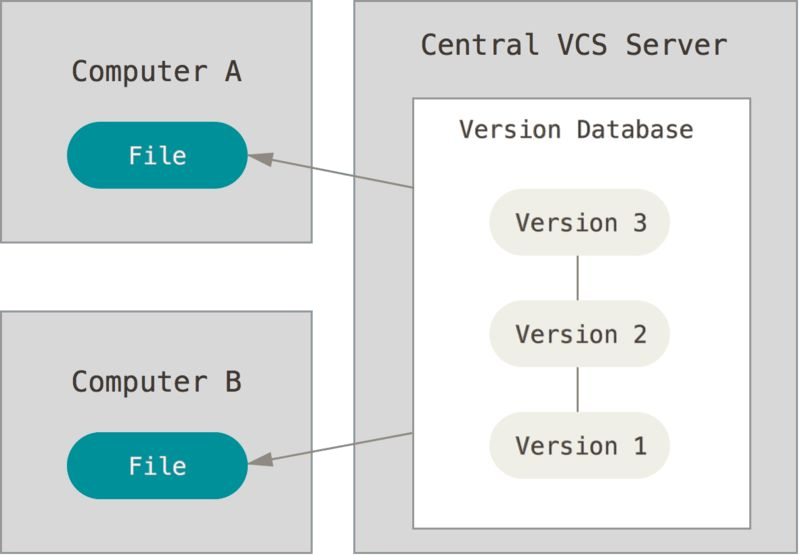 Computer A
File
Computer B
File
Central VCS Server
Version Database
Version 3
Version 2
Version 1